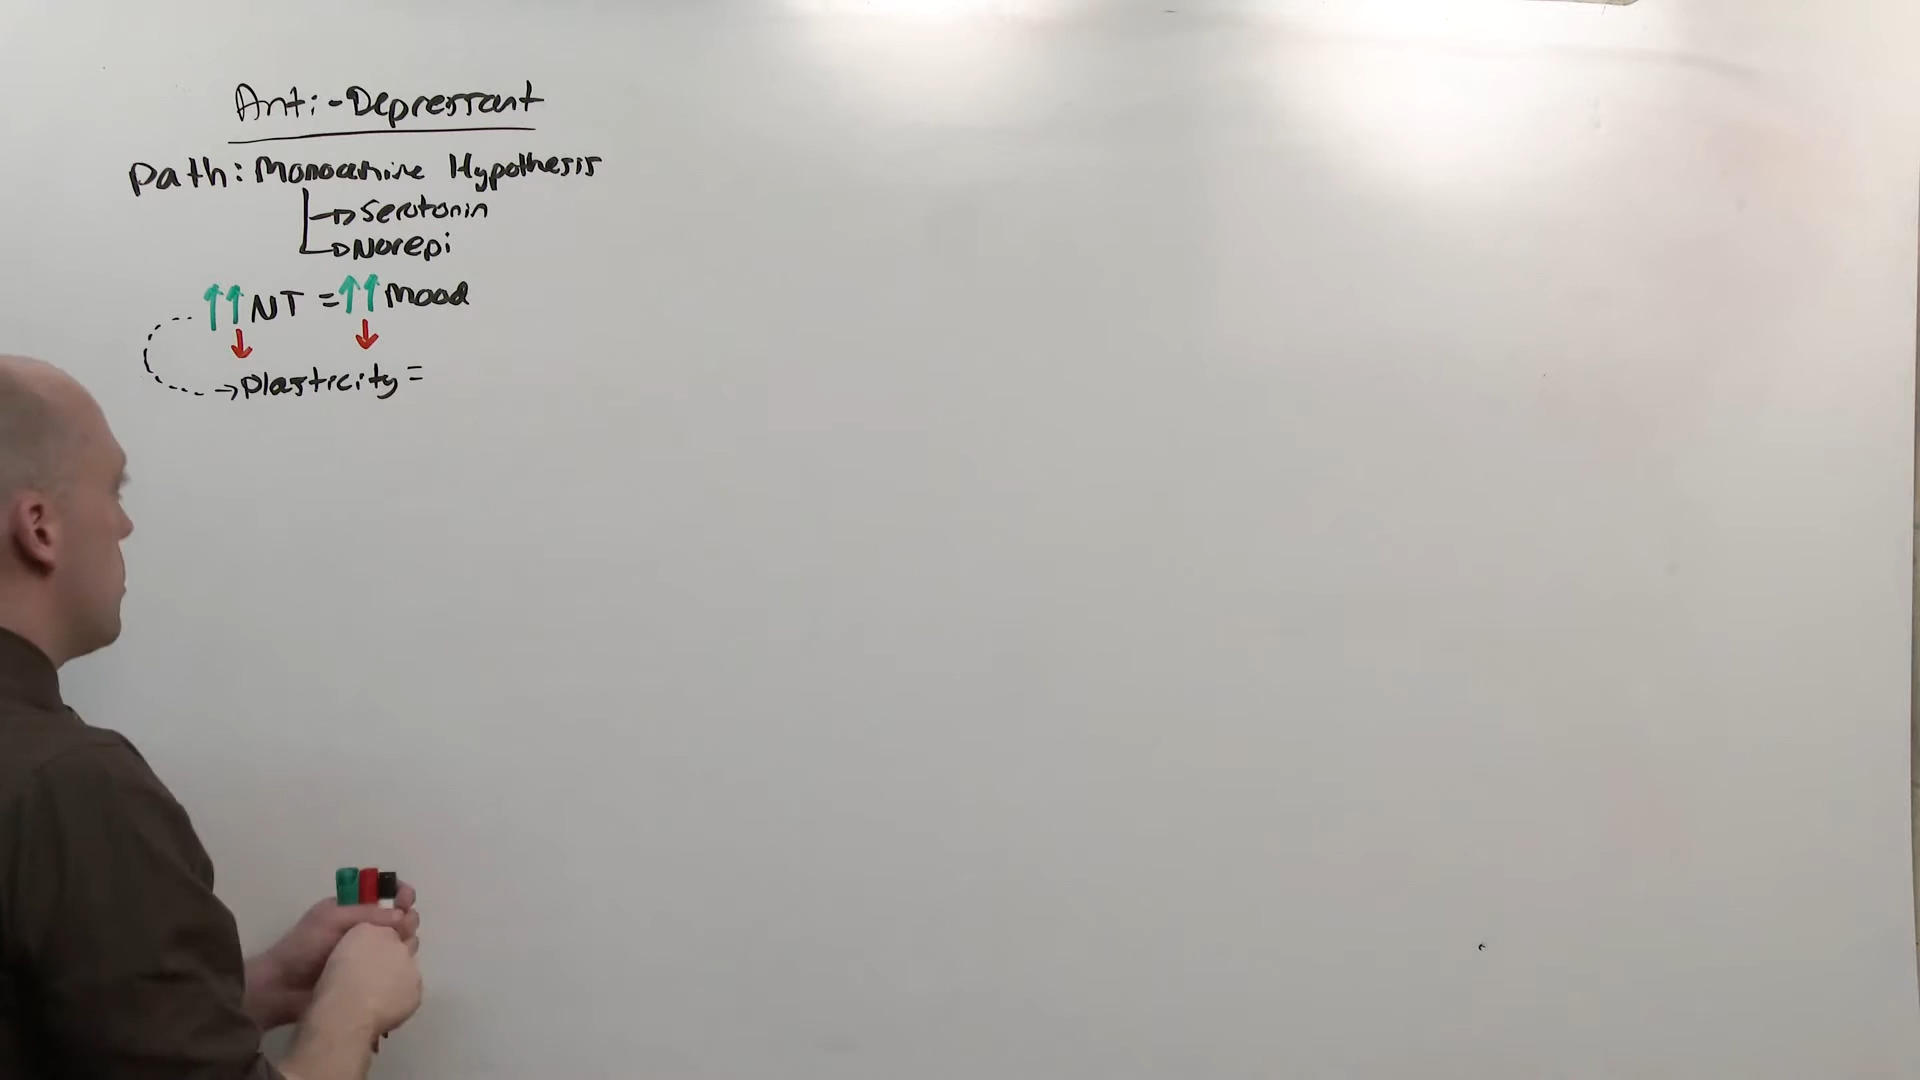 Anti-Depressant
Path: Monoamine Hypothesis
→ Serotonin
→ Norepi
↑↑ NT = ↑↑ Mood
↓ ↓
→ Plasticity =